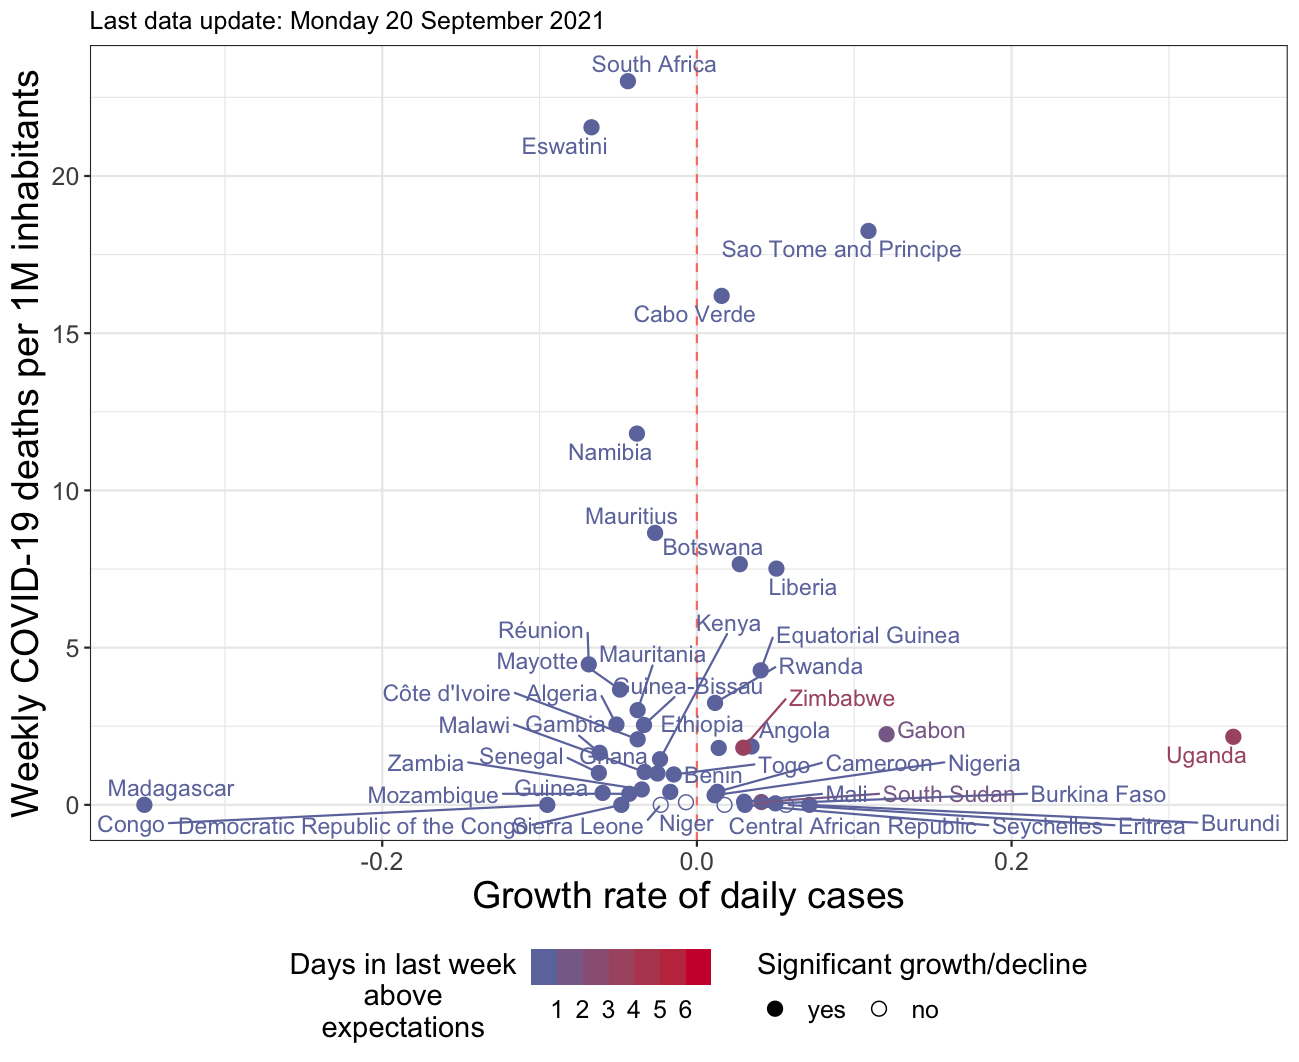 Last data update: Monday 20 September 2021
Weekly COVID-19 deaths per 1M inhabitants
South Africa
Eswatini
20
Sao Tome and Principe
Cabo Verde
15
Namibia
10
Mauritius
Botswana
Liberia
Kenya
Réunion
Equatorial Guinea
5
Mauritania
Mayotte
Rwanda
Guinea-Bissau
Côte d'Ivoire
Algeria
Zimbabwe
Malawi
Gambia
Ethiopia
Angola
Gabon
Uganda
Senegal
Ghana
Zambia
Togo
Cameroon
Nigeria
Benin
Madagascar
Guinea
Mozambique
Mali
South Sudan
Burkina Faso
0
Congo
Democratic Republic of the Congo
Sierra Leone
Niger
Central African Republic
Seychelles
Eritrea
Burundi
-0.2
0.0
0.2
Growth rate of daily cases
Days in last week
above
expectations
1 2 3 4 5 6
Significant growth/decline
yes
no